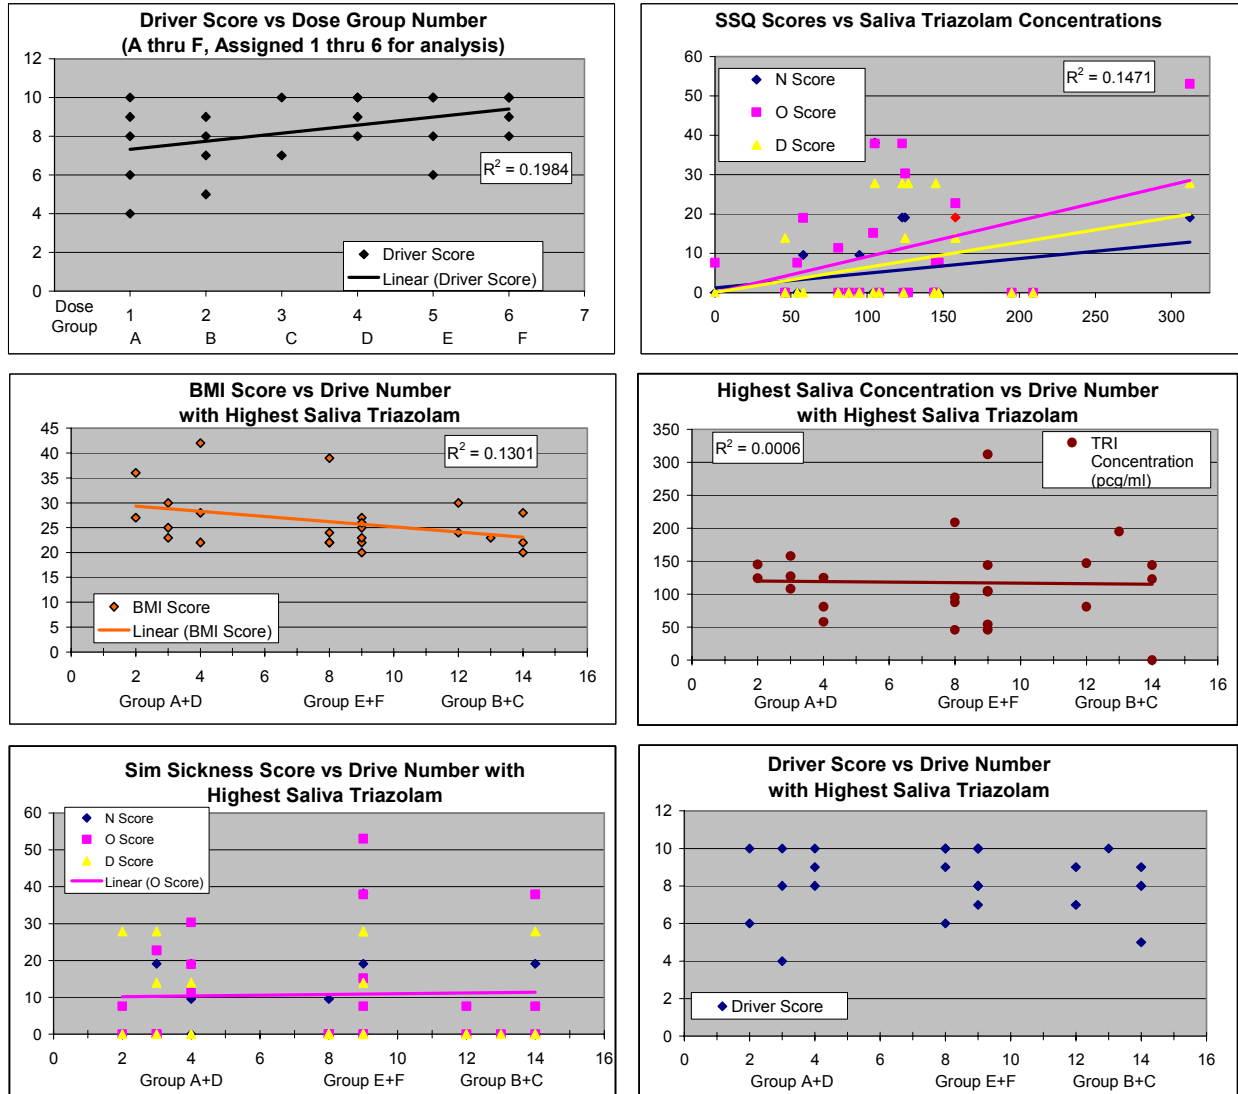 Driver Score vs Dose Group Number
(A thru F, Assigned 1 thru 6 for analysis)
12
10
8
6
4
2
0
R² = 0.1984
Driver Score
Linear (Driver Score)
Dose
Group
1 2 3 4 5 6 7
A B C D E F
SSQ Scores vs Saliva Triazolam Concentrations
60
50
40
30
20
10
0
N Score
O Score
D Score
R² = 0.1471
0 50 100 150 200 250 300
BMI Score vs Drive Number
with Highest Saliva Triazolam
45
40
35
30
25
20
15
10
5
0
R² = 0.1301
BMI Score
Linear (BMI Score)
0 2 4 6 8 10 12 14 16
Group A+D Group E+F Group B+C
Highest Saliva Concentration vs Drive Number
with Highest Saliva Triazolam
350
300
250
200
150
100
50
0
R² = 0.0006
TRI
Concentration
(pcg/ml)
0 2 4 6 8 10 12 14 16
Group A+D Group E+F Group B+C
Sim Sickness Score vs Drive Number with
Highest Saliva Triazolam
60
50
40
30
20
10
0
N Score
O Score
D Score
Linear (O Score)
0 2 4 6 8 10 12 14 16
Group A+D Group E+F Group B+C
Driver Score vs Drive Number
with Highest Saliva Triazolam
12
10
8
6
4
2
0
Driver Score
0 2 4 6 8 10 12 14 16
Group A+D Group E+F Group B+C